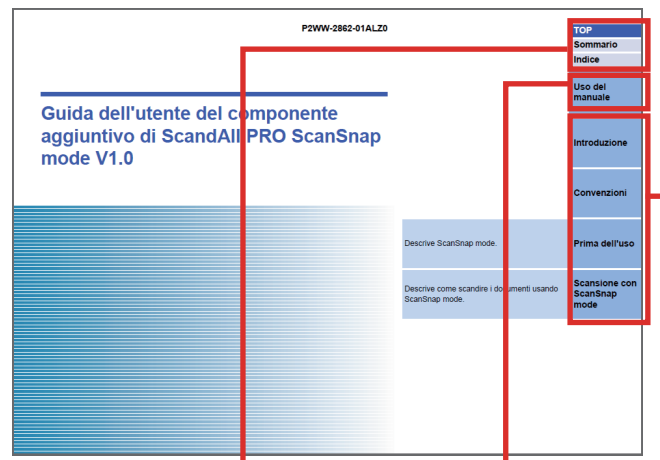 P2WW-2862-01ALZ0
TOP
Sommario
Indice
Uso del
manuale
Guida dell'utente del componente
aggiuntivo di ScandAll PRO ScanSnap
mode V1.0
Introduzione
Convenzioni
Descrive ScanSnap mode.
Prima dell'uso
Descrive come scandire i documenti usando
ScanSnap mode.
Scansione con
ScanSnap
mode